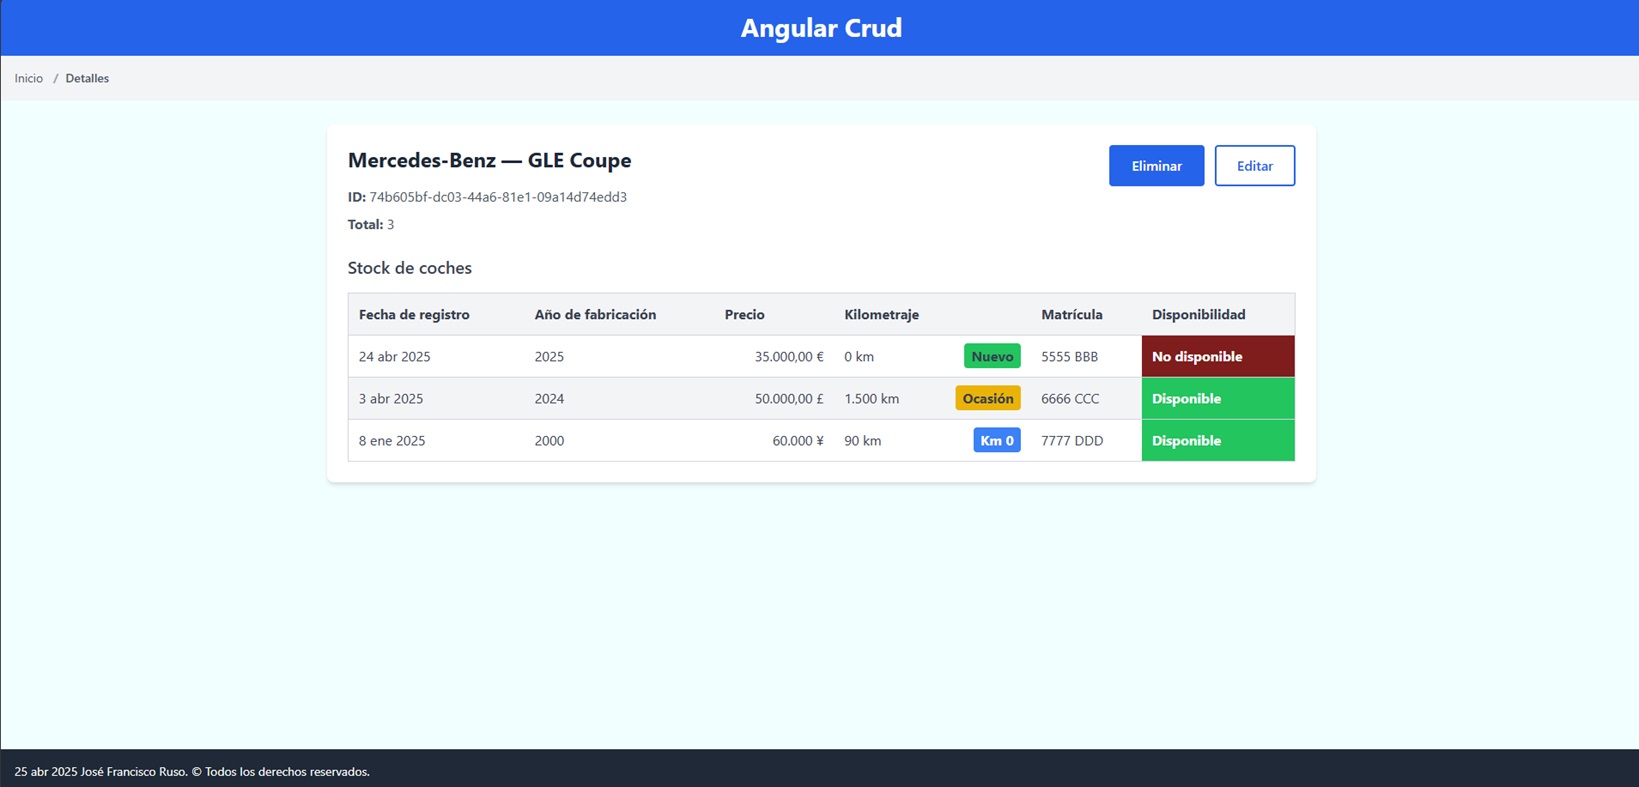 Angular Crud
Inicio / Detalles
Mercedes-Benz — GLE Coupe
Eliminar Editar
ID: 74b605bf-dc03-44a6-81e1-09a14d74edd3
Total: 3
Stock de coches
Fecha de registro Año de fabricación Precio Kilometraje Matrícula Disponibilidad
24 abr 2025 2025 35.000,00 € 0 km Nuevo 5555 BBB No disponible
3 abr 2025 2024 50.000,00 £ 1.500 km Ocasión 6666 CCC Disponible
8 ene 2025 2000 60.000 ¥ 90 km Km 0 7777 DDD Disponible
25 abr 2025 José Francisco Ruso. © Todos los derechos reservados.